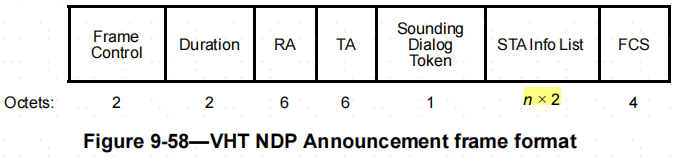 Frame Control Duration RA TA Sounding Dialog Token STA Info List FCS
Octets: 2 2 6 6 1 n × 2 4
Figure 9-58—VHT NDP Announcement frame format